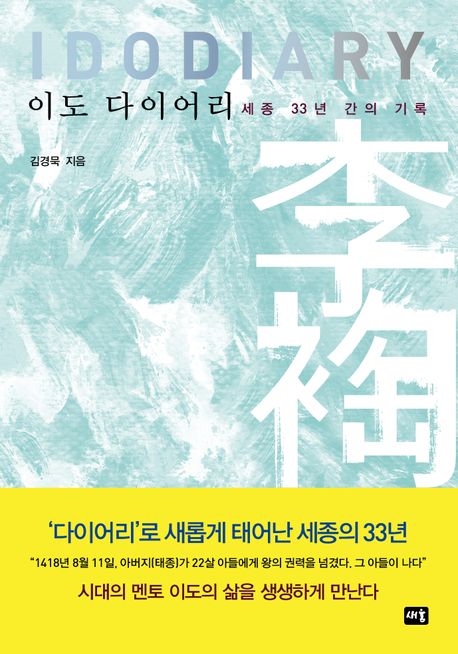 IDODIARY
이도 다이어리 세종 33년 간의 기록
김경묵 지음
李
祹
‘다이어리’로 새롭게 태어난 세종의 33년
“1418년 8월 11일, 아버지(태종)가 22살 아들에게 왕의 권력을 넘겼다. 그 아들이 나다”
시대의 멘토 이도의 삶을 생생하게 만난다
새움